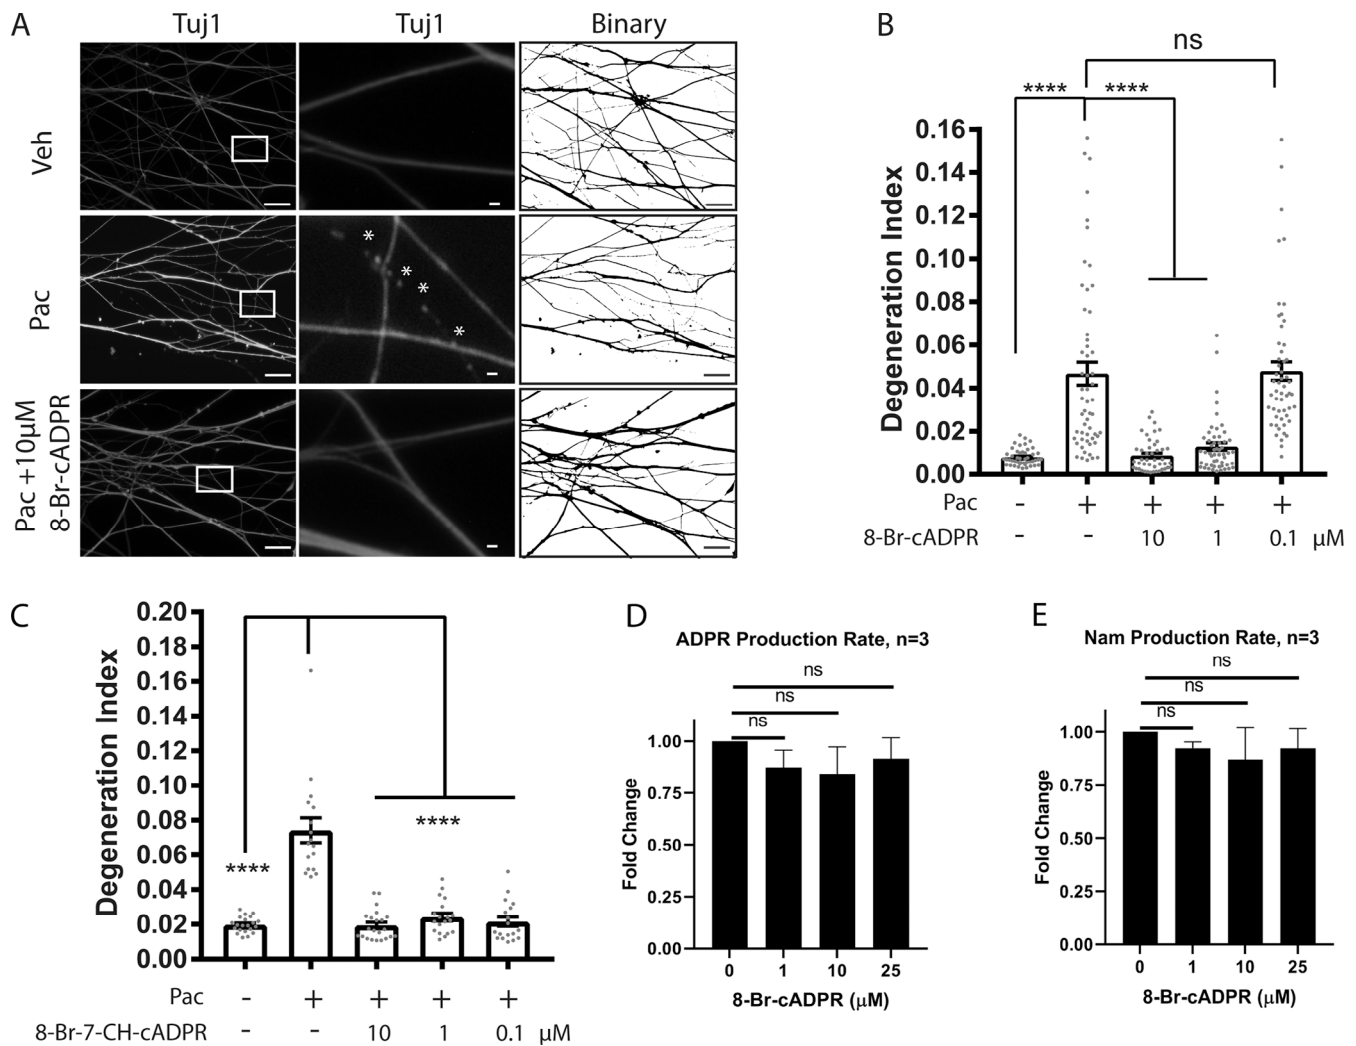 A
Tuj1 Tuj1 Binary
Veh
Pac
* * * *
Pac +10μM
8-Br-cADPR
B
ns
**** ****
Degeneration Index
0.16
0.14
0.12
0.10
0.08
0.06
0.04
0.02
0.00
Pac - + + + +
8-Br-cADPR - - 10 1 0.1 μM
C
Degeneration Index
0.20
0.18
0.16
0.14
0.12
0.10
0.08
0.06
0.04
0.02
0.00
****
****
Pac - + + + +
8-Br-7-CH-cADPR - - 10 1 0.1 μM
D
ADPR Production Rate, n=3
ns
ns
ns
Fold Change
1.00
0.75
0.50
0.25
0.00
0 1 10 25
8-Br-cADPR (μM)
E
Nam Production Rate, n=3
ns
ns
ns
Fold Change
1.00
0.75
0.50
0.25
0.00
0 1 10 25
8-Br-cADPR (μM)